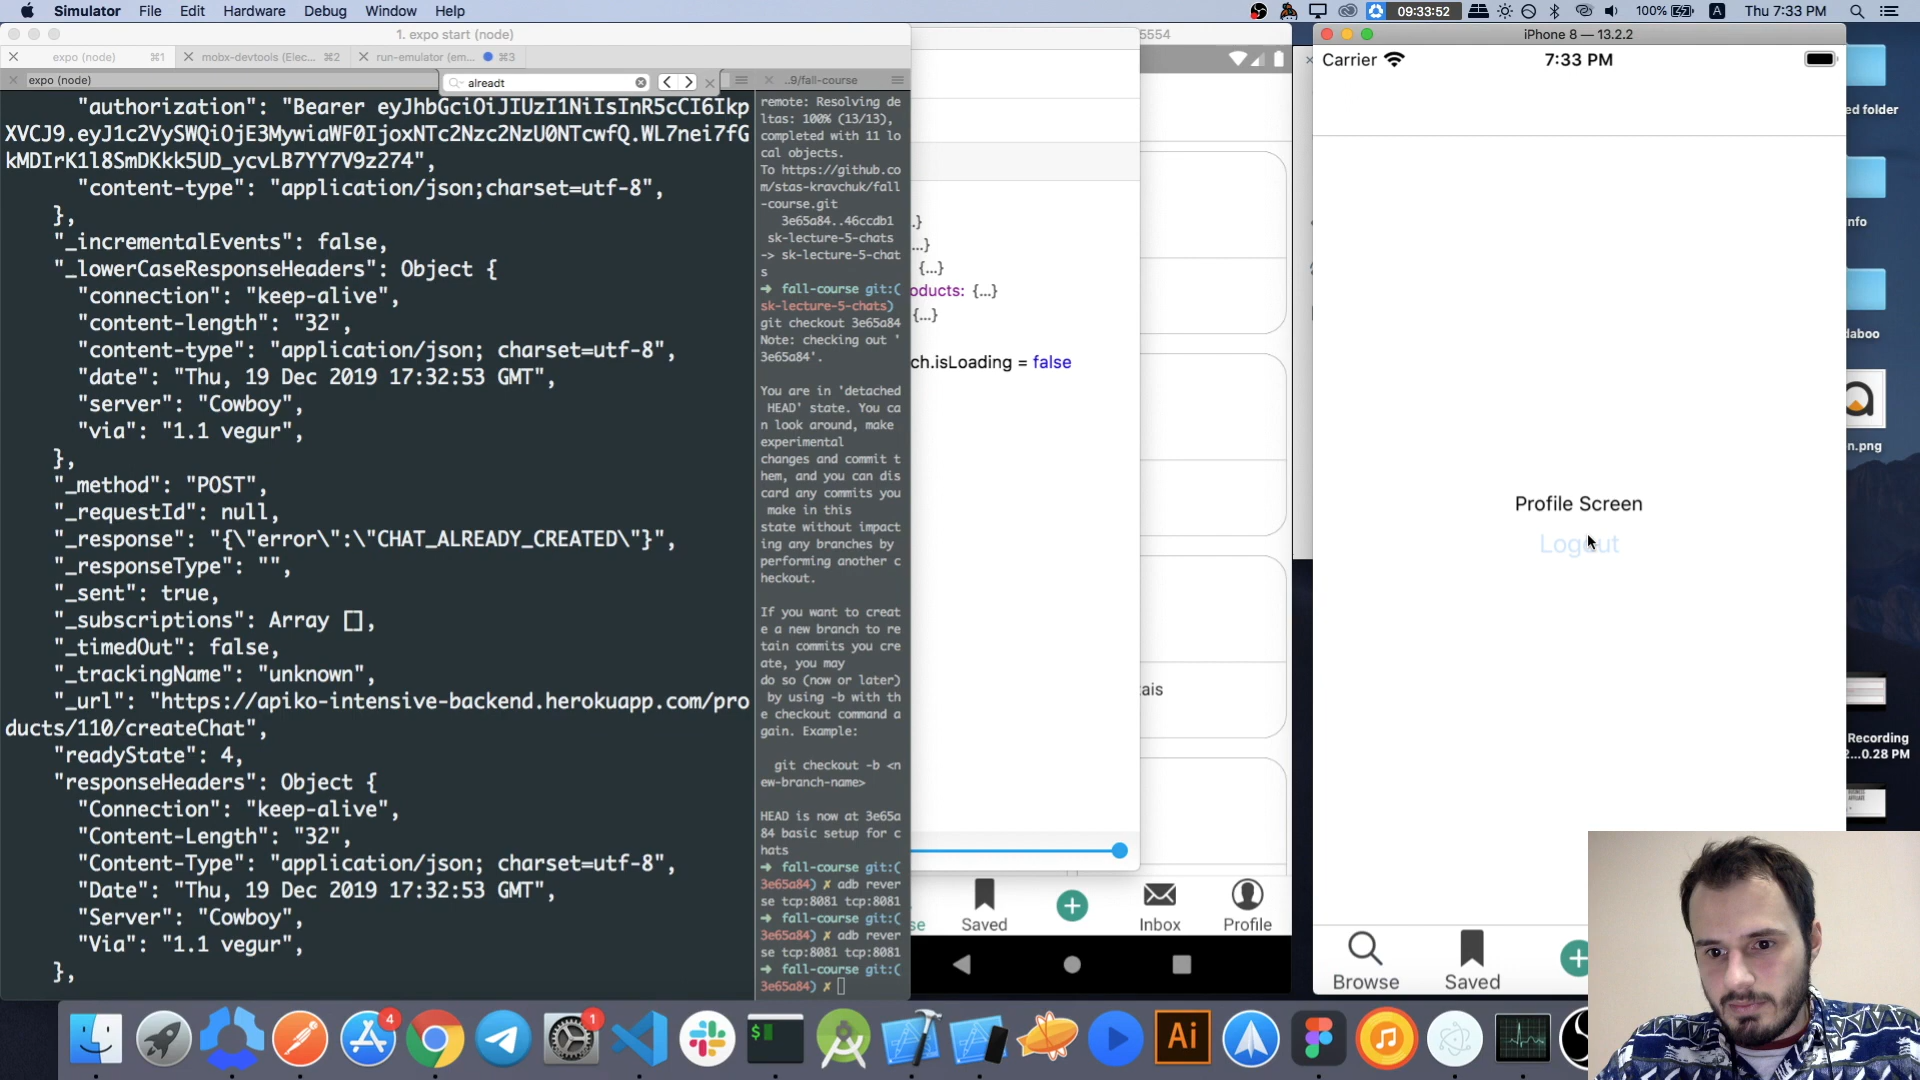 Simulator File Edit Hardware Debug Window Help
09:33:52 100% A Thu 7:33 PM
1. expo start (node)
expo (node) ⌘1 mobx-devtools (Elec... ⌘2 run-emulator (em... ⌘3
expo (node)
alreadt
..9/fall-course
"authorization": "Bearer eyJhbGciOiJIUzI1NiIsInR5cCI6Ikp
XVCJ9.eyJ1c2VySWQiOjE3MywiaWF0IjoxNTc2Nzc2NzU0NTcwfQ.WL7nei7fG
kMDIrK1l8SmDKkk5UD_ycvLB7YY7V9z274",
"content-type": "application/json;charset=utf-8",
},
"_incrementalEvents": false,
"_lowerCaseResponseHeaders": Object {
"connection": "keep-alive",
"content-length": "32",
"content-type": "application/json; charset=utf-8",
"date": "Thu, 19 Dec 2019 17:32:53 GMT",
"server": "Cowboy",
"via": "1.1 vegur",
},
"_method": "POST",
"_requestId": null,
"_response": "{\"error\":\"CHAT_ALREADY_CREATED\"}",
"_responseType": "",
"_sent": true,
"_subscriptions": Array [],
"_timedOut": false,
"_trackingName": "unknown",
"_url": "https://apiko-intensive-backend.herokuapp.com/pro
ducts/110/createChat",
"readyState": 4,
"responseHeaders": Object {
"Connection": "keep-alive",
"Content-Length": "32",
"Content-Type": "application/json; charset=utf-8",
"Date": "Thu, 19 Dec 2019 17:32:53 GMT",
"Server": "Cowboy",
"Via": "1.1 vegur",
},
remote: Resolving de
ltas: 100% (13/13),
completed with 11 lo
cal objects.
To https://github.co
m/stas-kravchuk/fall
-course.git
3e65a84..46ccdb1
sk-lecture-5-chats
-> sk-lecture-5-chat
s
➜ fall-course git:(
sk-lecture-5-chats)
git checkout 3e65a84
Note: checking out '
3e65a84'.
You are in 'detached
HEAD' state. You ca
n look around, make
experimental
changes and commit t
hem, and you can dis
card any commits you
make in this
state without impact
ing any branches by
performing another c
heckout.
If you want to creat
e a new branch to re
tain commits you cre
ate, you may
do so (now or later)
by using -b with th
e checkout command a
gain. Example:
git checkout -b <n
ew-branch-name>
HEAD is now at 3e65a
84 basic setup for c
hats
➜ fall-course git:(
3e65a84) ✗ adb rever
se tcp:8081 tcp:8081
➜ fall-course git:(
3e65a84) ✗ adb rever
se tcp:8081 tcp:8081
➜ fall-course git:(
3e65a84) ✗
.}
...}
{...}
oducts: {...}
{...}
ch.isLoading = false
5554
tais
se Saved Inbox Profile
iPhone 8 — 13.2.2
Carrier 7:33 PM
Profile Screen
Logout
Browse Saved
ed folder
nfo
daboo
n.png
Recording
2...0.28 PM
4
1
$
Ai